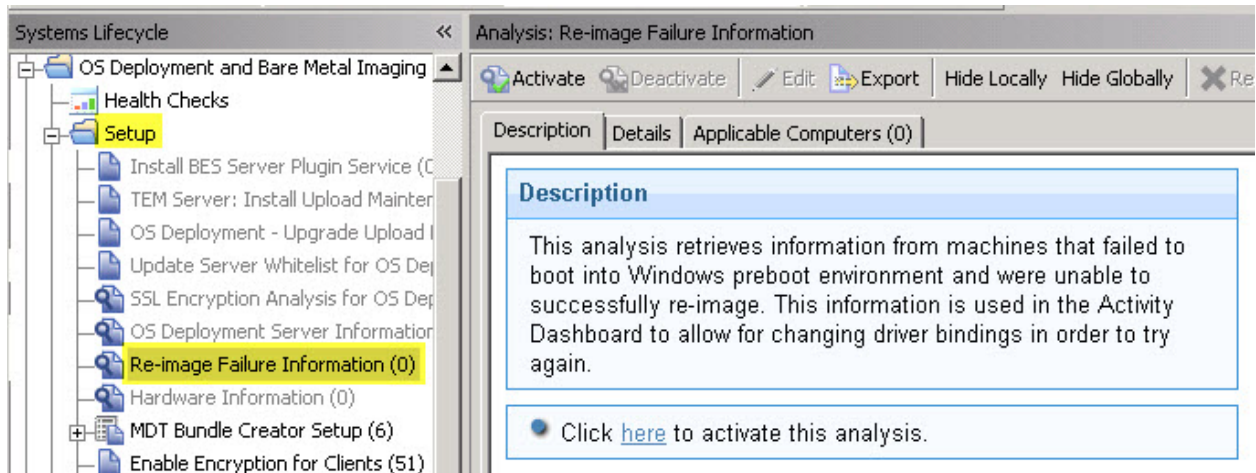 Systems Lifecycle
OS Deployment and Bare Metal Imaging
Health Checks
Setup
Install BES Server Plugin Service (
TEM Server: Install Upload
OS Deployment - Upgrade Upload
Update Server Whitelist for OS
SSL Encryption Analysis for OS
OS Deployment Server Information
Re-image Failure Information (0)
Hardware Information (0)
MDT Bundle Creator Setup (6)
Enable Encryption for Clients (51)
Analysis: Re-image Failure Information
Activate Deactivate Edit Export Hide Locally Hide Globally
Description Details Applicable Computers (0)
Description
This analysis retrieves information from machines that failed to
boot into Windows preboot environment and were unable to
successfully re-image. This information is used in the Activity
Dashboard to allow for changing driver bindings in order to try
again.
Click here to activate this analysis.